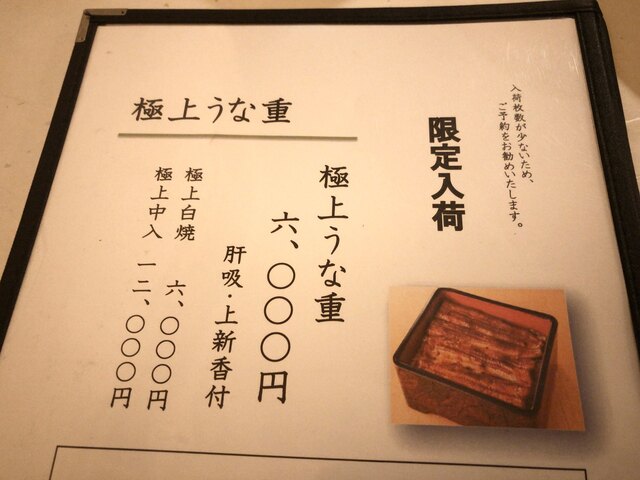 極上うな重
入荷枚数が少ないため、
ご予約をお勧めいたします。
限定入荷
極上うな重
六、〇〇〇円
肝吸・上新香付
極上白焼 六、〇〇〇円
極上中入 一二、〇〇〇円